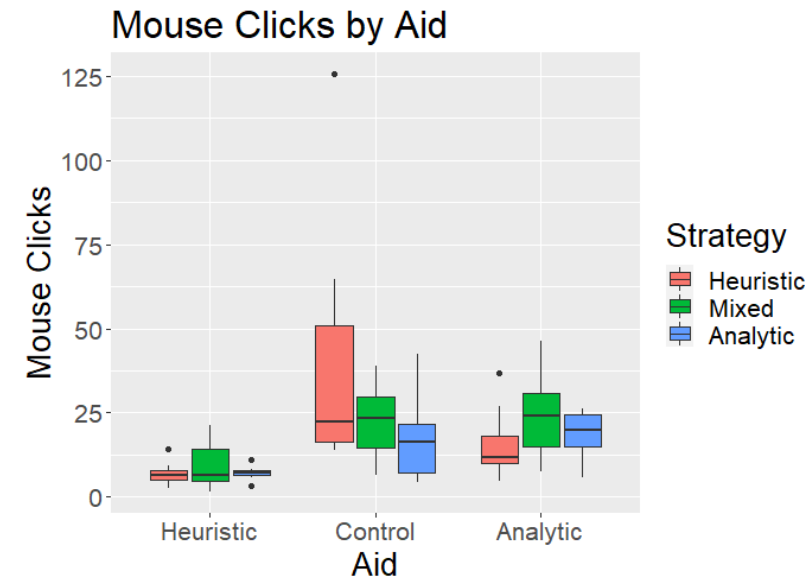 Mouse Clicks by Aid
Mouse Clicks
125
100
75
50
25
0
Heuristic Control Analytic
Aid
Strategy
Heuristic
Mixed
Analytic